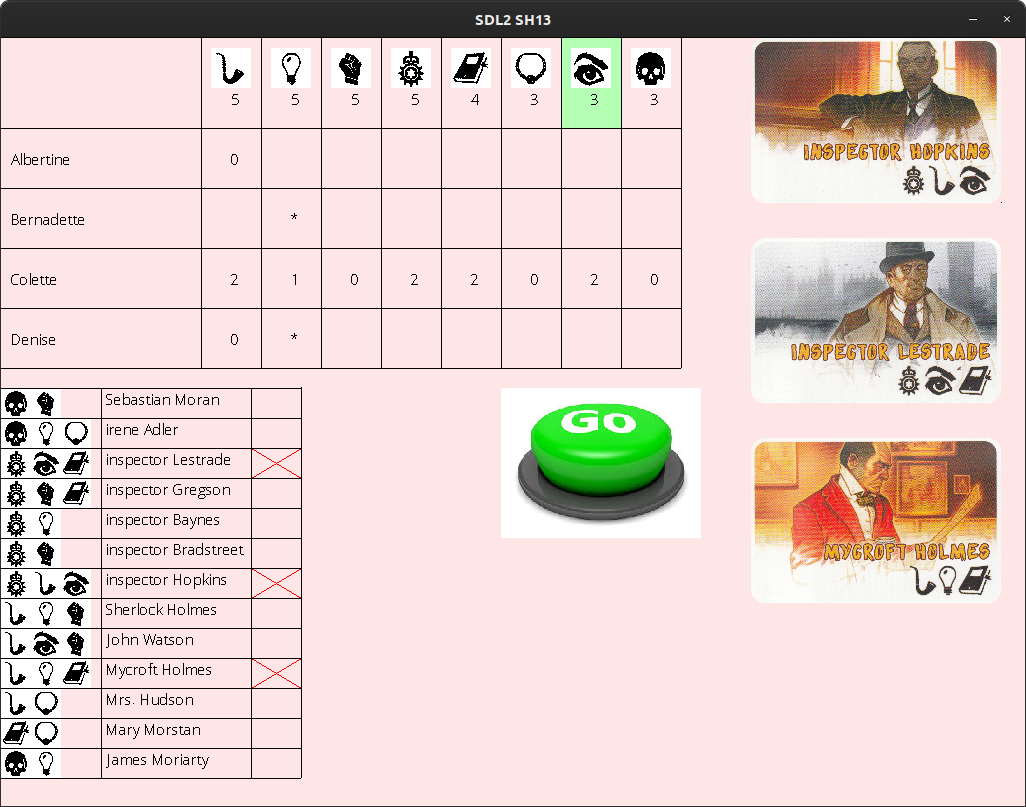 SDL2 SH13
5 5 5 5 4 3 3 3
Albertine 0
Bernadette *
Colette 2 1 0 2 2 0 2 0
Denise 0 *
INSPECTOR HOPKINS
INSPECTOR LESTRADE
MYCROFT HOLMES
Go
Sebastian Moran
irene Adler
inspector Lestrade
inspector Gregson
inspector Baynes
inspector Bradstreet
inspector Hopkins
Sherlock Holmes
John Watson
Mycroft Holmes
Mrs. Hudson
Mary Morstan
James Moriarty